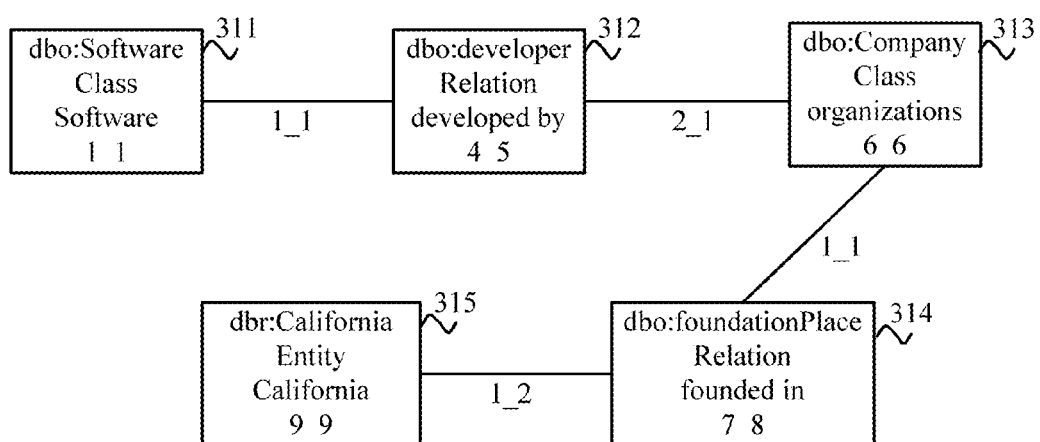 311
dbo:Software
Class
Software
1 1
1_1
312
dbo:developer
Relation
developed by
4 5
2_1
313
dbo:Company
Class
organizations
6 6
1_1
315
dbr:California
Entity
California
9 9
1_2
314
dbo:foundationPlace
Relation
founded in
7 8